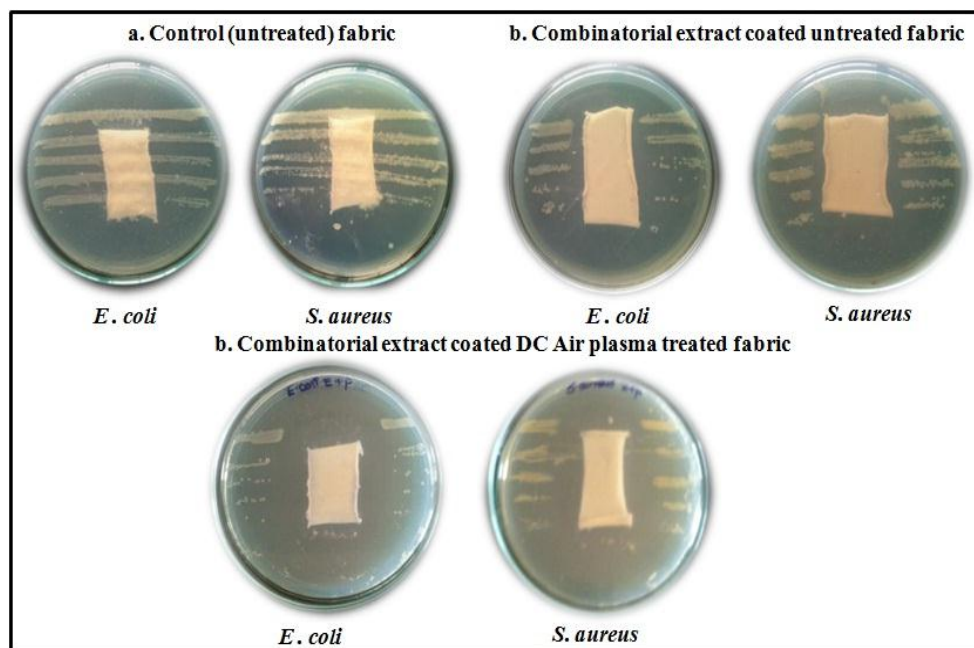 a. Control (untreated) fabric
b. Combinatorial extract coated untreated fabric
E. coli
S. aureus
E. coli
S. aureus
b. Combinatorial extract coated DC Air plasma treated fabric
E-coli E+p
E+p
E. coli
S. aureus